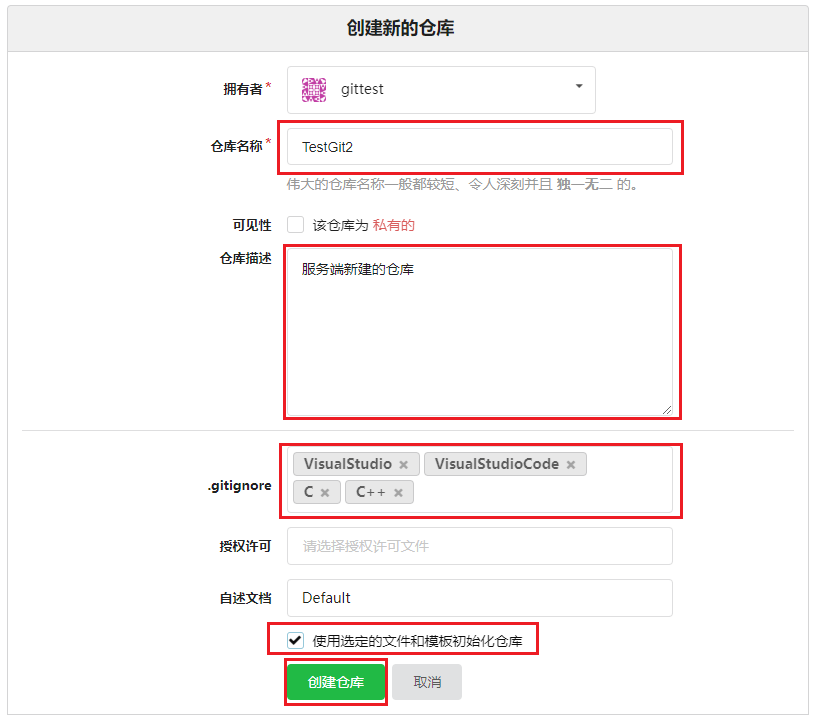 创建新的仓库
拥有者* gittest
仓库名称* TestGit2
伟大的仓库名称一般都较短、令人深刻并且 独一无二 的。
可见性 该仓库为 私有的
仓库描述 服务端新建的仓库
.gitignore VisualStudio × VisualStudioCode ×
C × C++ ×
授权许可 请选择授权许可文件
自述文档 Default
使用选定的文件和模板初始化仓库
创建仓库 取消